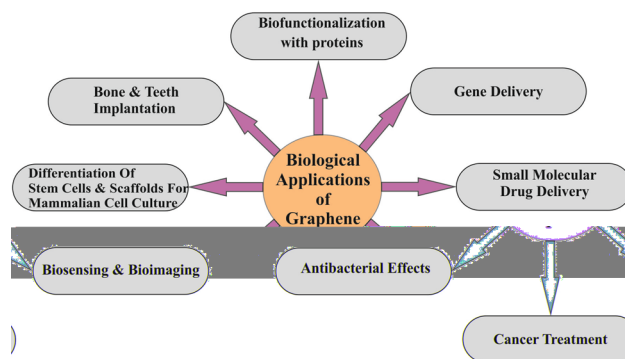 Biofunctionalization
with proteins
Bone & Teeth
Implantation
Gene Delivery
Biological
Applications
of
Graphene
Differentiation Of
Stem Cells & Scaffolds For
Mammalian Cell Culture
Small Molecular
Drug Delivery
Biosensing & Bioimaging
Antibacterial Effects
Cancer Treatment